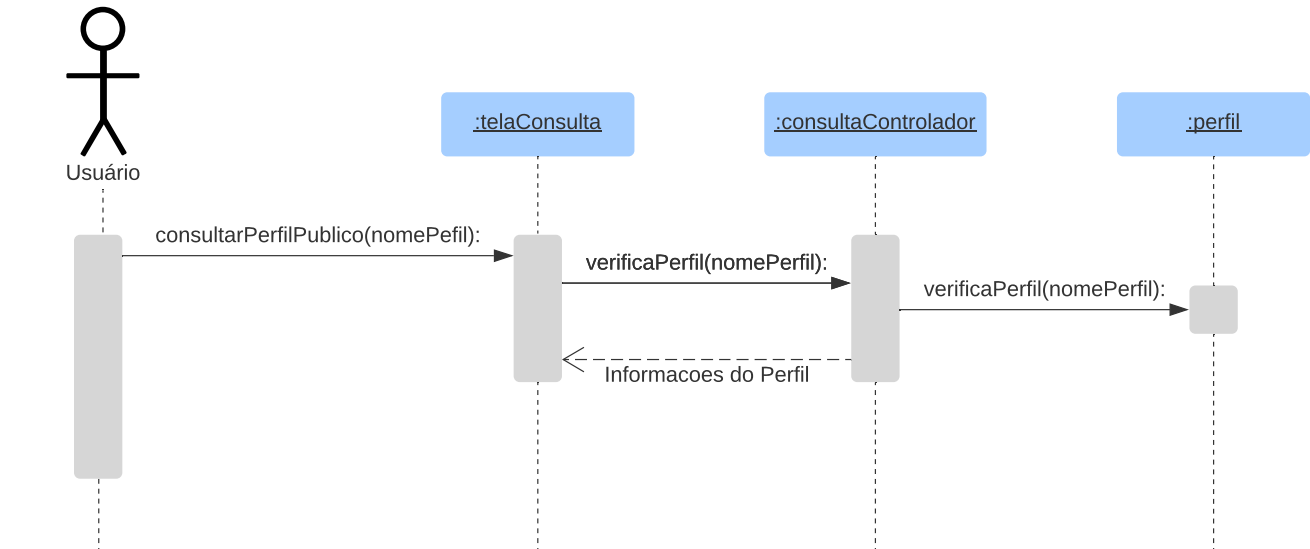 :telaConsulta
:consultaControlador
:perfil
Usuário
consultarPerfilPublico(nomePefil):
verificaPerfil(nomePerfil):
verificaPerfil(nomePerfil):
Informacoes do Perfil